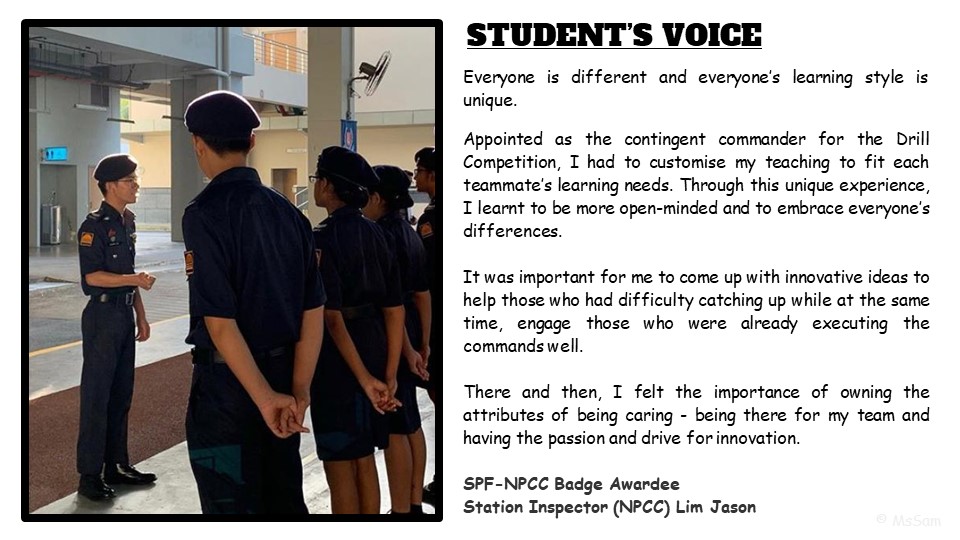 STUDENT'S VOICE
Everyone is different and everyone's learning style is
unique.
Appointed as the contingent commander for the Drill
Competition, I had to customise my teaching to fit each
teammate's learning needs. Through this unique experience,
I learnt to be more open-minded and to embrace everyone's
differences.
It was important for me to come up with innovative ideas to
help those who had difficulty catching up while at the same
time, engage those who were already executing the
commands well.
There and then, I felt the importance of owning the
attributes of being caring - being there for my team and
having the passion and drive for innovation.
SPF-NPCC Badge Awardee
Station Inspector (NPCC) Lim Jason
© MsSam